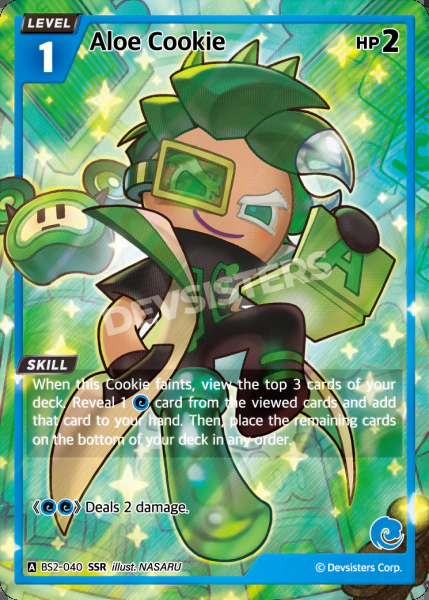 LEVEL
1
Aloe Cookie
HP 2
A
DEVSISTERS
SKILL
When this Cookie faints, view the top 3 cards of your
deck. Reveal 1 card from the viewed cards and add
that card to your hand. Then, place the remaining cards
on the bottom of your deck in any order.
《 》 Deals 2 damage.
A BS2-040 SSR illust. NASARU
© Devsisters Corp.